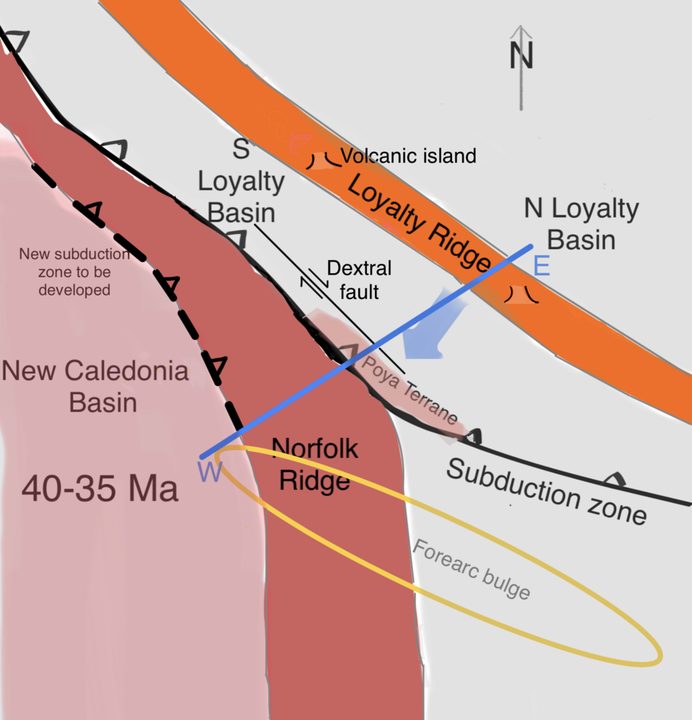 N
S
Loyalty
Basin
Volcanic island
Loyalty Ridge
N Loyalty
Basin
E
New subduction
zone to be
developed
Dextral
fault
New Caledonia
Basin
Poya Terrane
W
Norfolk
Ridge
40-35 Ma
Subduction zone
Forearc bulge